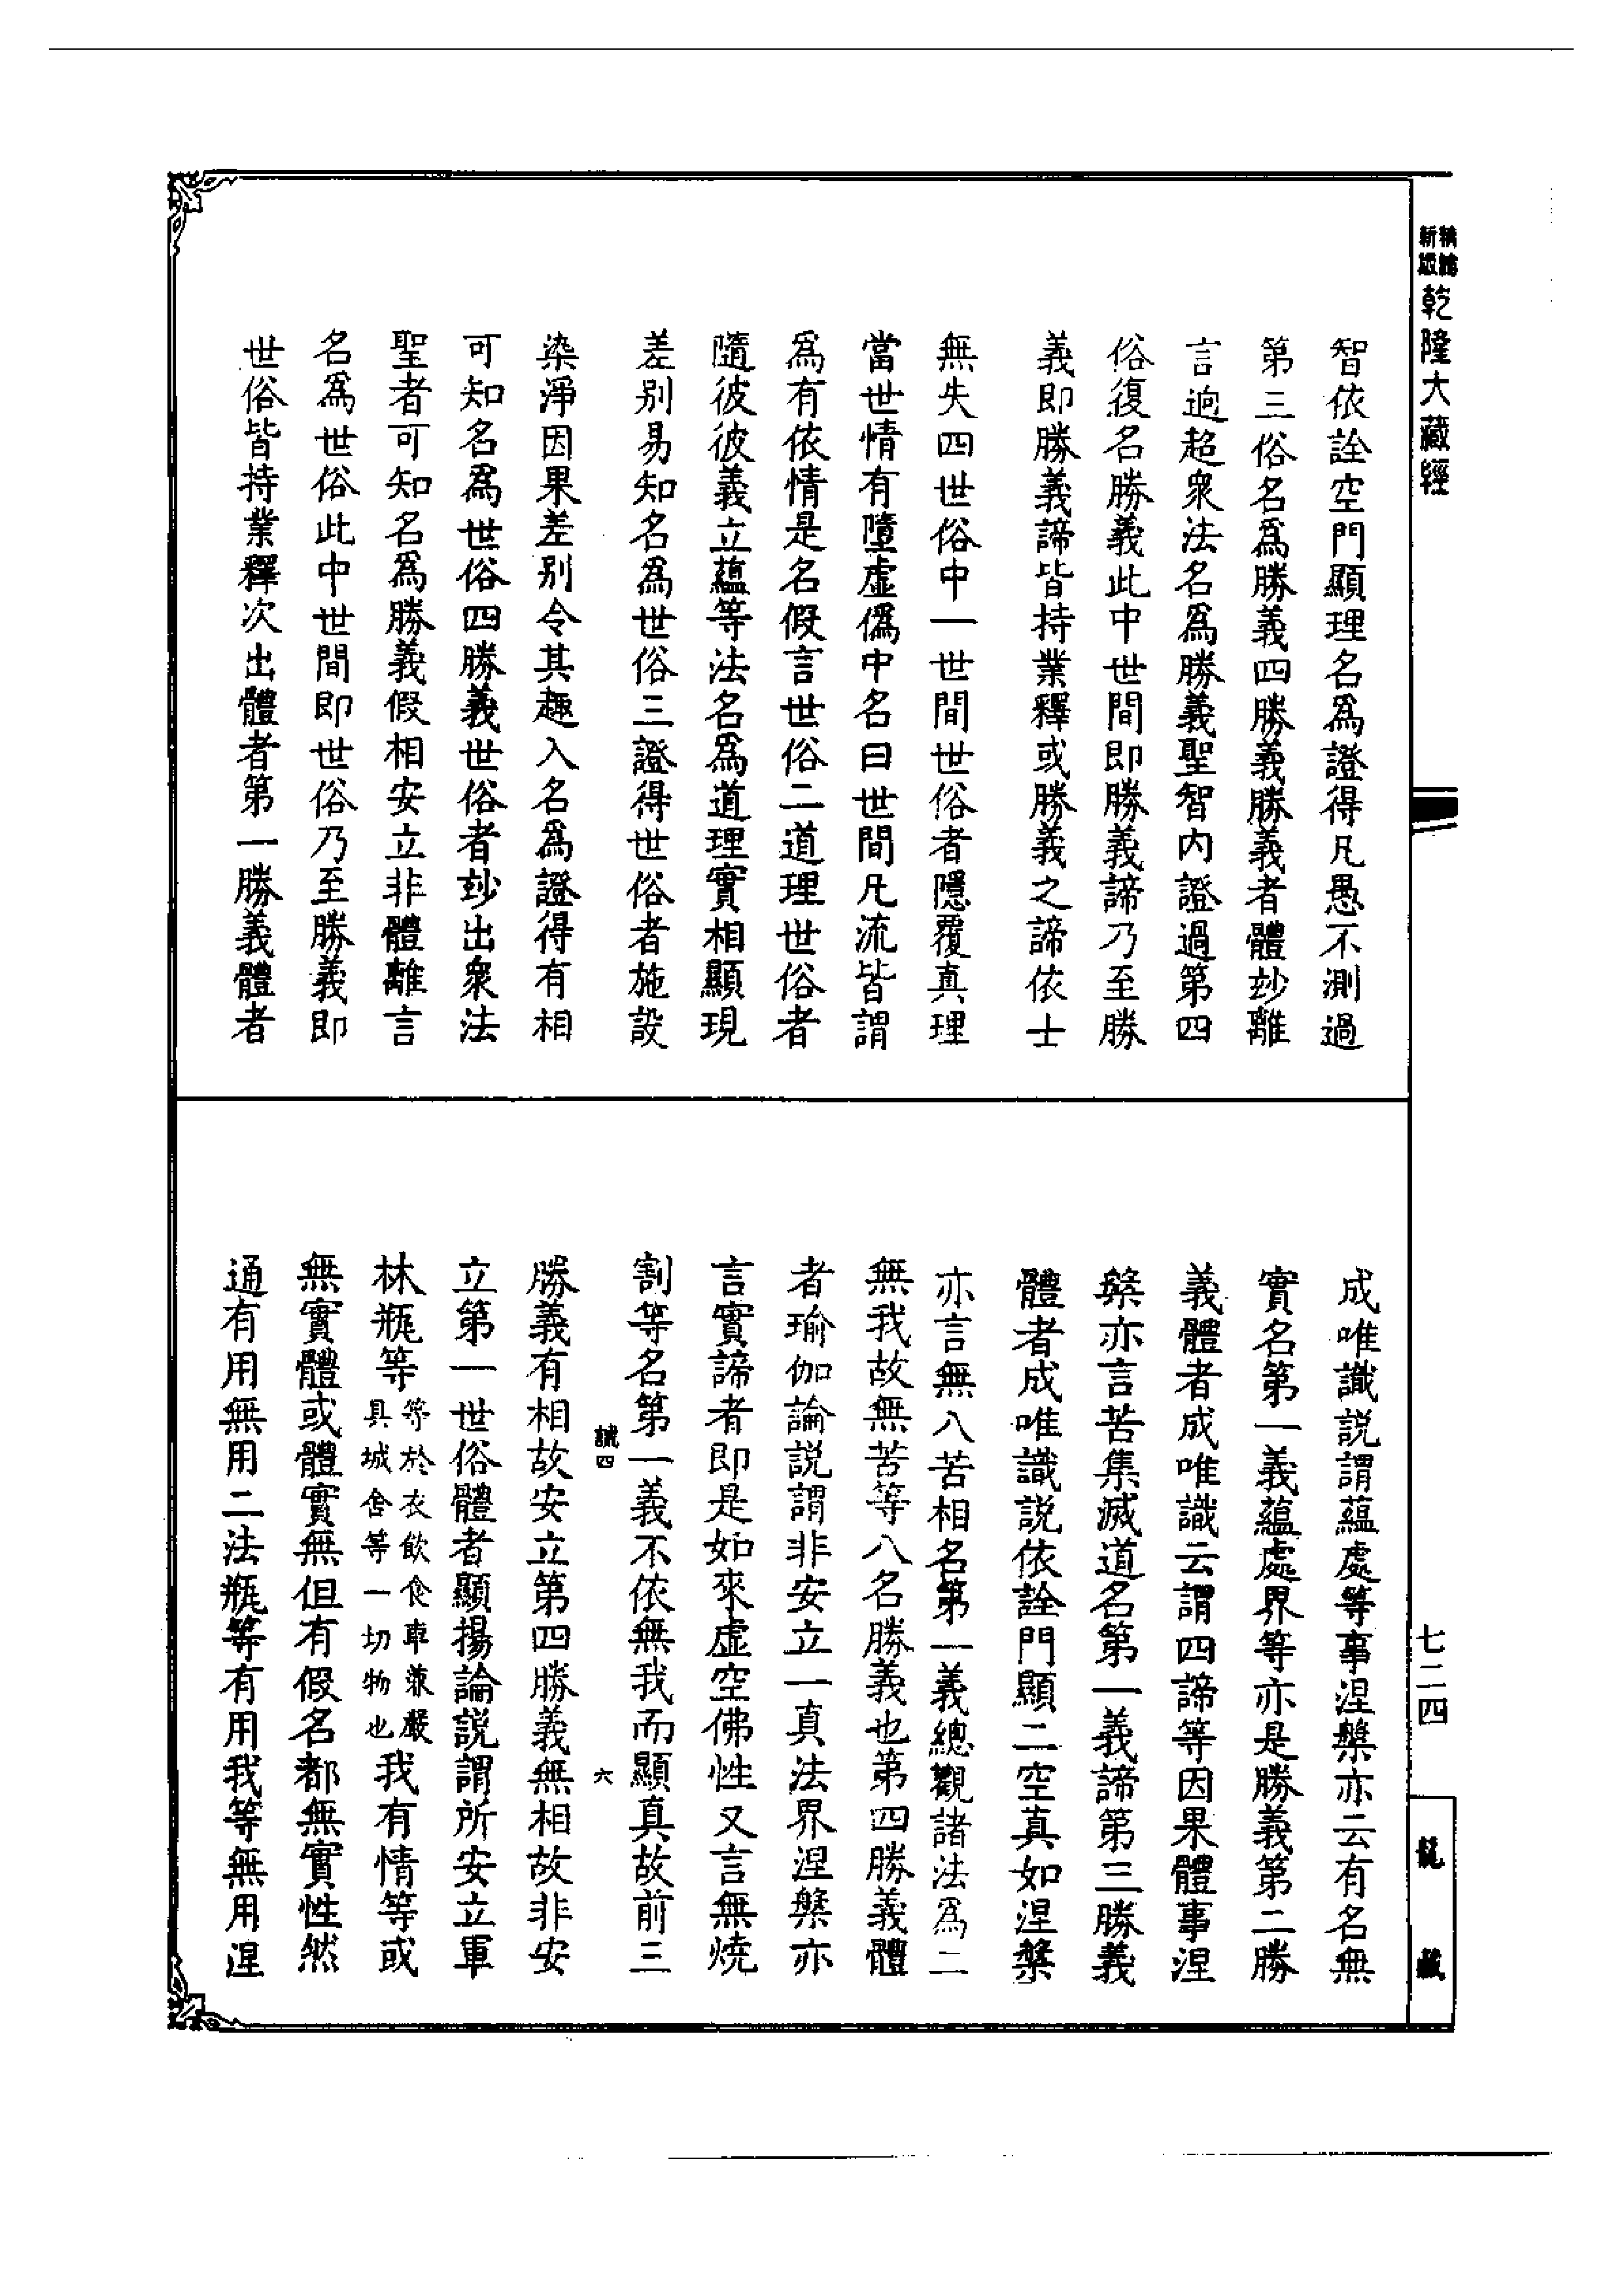 新版
乾隆大藏經
智依詮空門顯理名爲證得凡愚不測過
第三俗名爲勝義四勝義勝義者體玅離
言逈超衆法名爲勝義聖智内證過第四
俗復名勝義此中世間即勝義諦乃至勝
義即勝義諦皆持業釋或勝義之諦依士
無失四世俗中一世間世俗者隱覆真理
當世情有墮虛僞中名曰世間凡流皆謂
爲有依情是名假言世俗二道理世俗者
隨彼彼義立蘊等法名爲道理實相顯現
差别易知名爲世俗三證得世俗者施設
染淨因果差别令其趣入名爲證得有相
可知名爲世俗四勝義世俗者玅出衆法
聖者可知名爲勝義假相安立非體離言
名爲世俗此中世間即世俗乃至勝義即
世俗皆持業釋次出體者第一勝義體者
成唯識説謂蘊處等事涅槃亦云有名無
實名第一義蘊處界等亦是勝義第二勝
義體者成唯識云謂四諦等因果體事涅
槃亦言苦集滅道名第一義諦第三勝義
體者成唯識説依詮門顯二空真如涅槃
亦言無八苦相名第一義總觀諸法爲二
無我故無苦等八名勝義也第四勝義體
者瑜伽論説謂非安立一真法界涅槃亦
言實諦者即是如來虛空佛性又言無燒
割等名第一義不依無我而顯真故前三
四 六
勝義有相故安立第四勝義無相故非安
立第一世俗體者顯揚論説謂所安立軍
林瓶等等於衣飲食車乘嚴具城舍等一切物也我有情等或
無實體或體實無但有假名都無實性然
通有用無用二法瓶等有用我等無用涅
七二四
龍藏